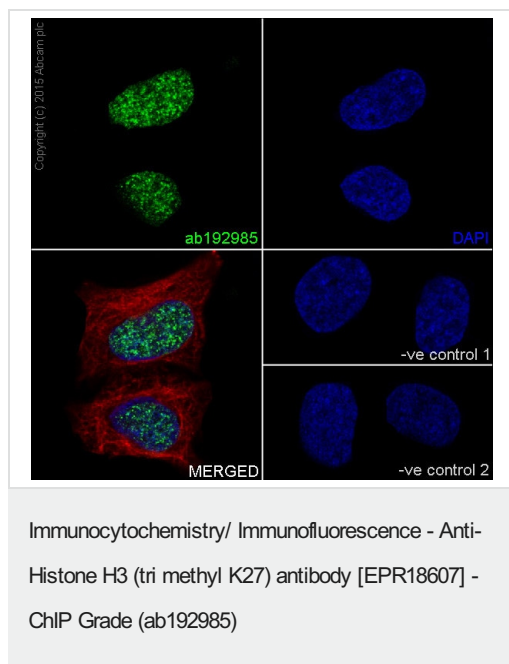 Copyright (c) 2015 Abcam plc
ab192985
DAPI
-ve control 1
MERGED
-ve control 2
Immunocytochemistry/ Immunofluorescence - Anti-
Histone H3 (tri methyl K27) antibody [EPR18607] -
ChIP Grade (ab192985)